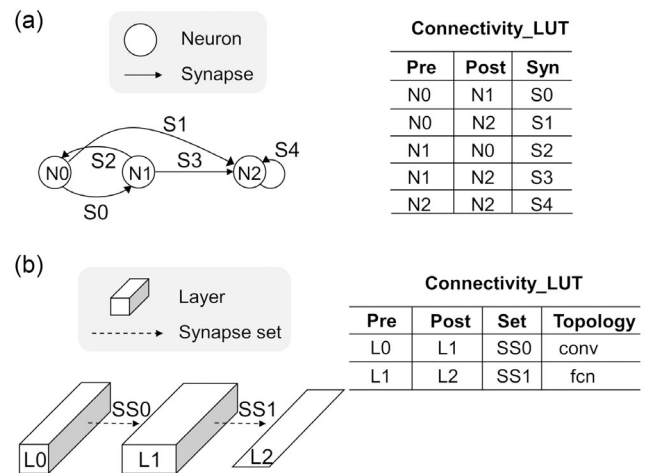 (a)
Neuron
Synapse
S1
S2
S3
S4
N0
N1
N2
S0
Connectivity_LUT
Pre Post Syn
N0 N1 S0
N0 N2 S1
N1 N0 S2
N1 N2 S3
N2 N2 S4
(b)
Layer
Synapse set
SS0
SS1
L0
L1
L2
Connectivity_LUT
Pre Post Set Topology
L0 L1 SS0 conv
L1 L2 SS1 fcn